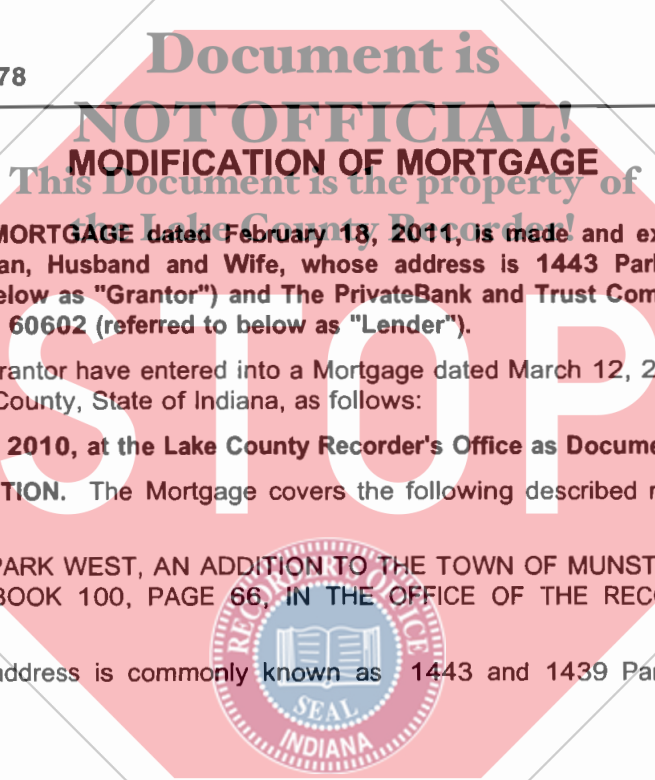 Document is
78
NOT OFFICIAL!
MODIFICATION OF MORTGAGE
This Document is the property of
the Lake County Recorder!
MORTGAGE dated February 18, 2011, is made and ex
an, Husband and Wife, whose address is 1443 Park
elow as "Grantor") and The PrivateBank and Trust Com
60602 (referred to below as "Lender").
rantor have entered into a Mortgage dated March 12, 2
County, State of Indiana, as follows:
2010, at the Lake County Recorder's Office as Docume
TION. The Mortgage covers the following described r
STOP
PARK WEST, AN ADDITION TO THE TOWN OF MUNST
BOOK 100, PAGE 66, IN THE OFFICE OF THE REC
address is commonly known as 1443 and 1439 Par
RECORDER'S OFFICE
SEAL
INDIANA